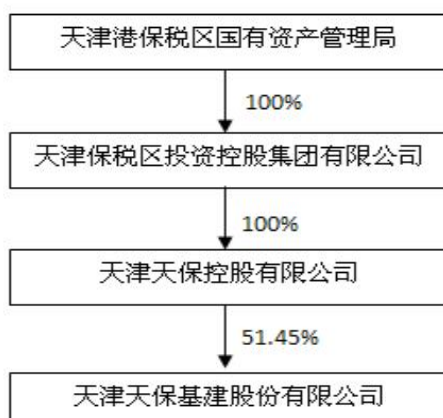 天津港保税区国有资产管理局
100%
天津保税区投资控股集团有限公司
100%
天津天保控股有限公司
51.45%
天津天保基建股份有限公司